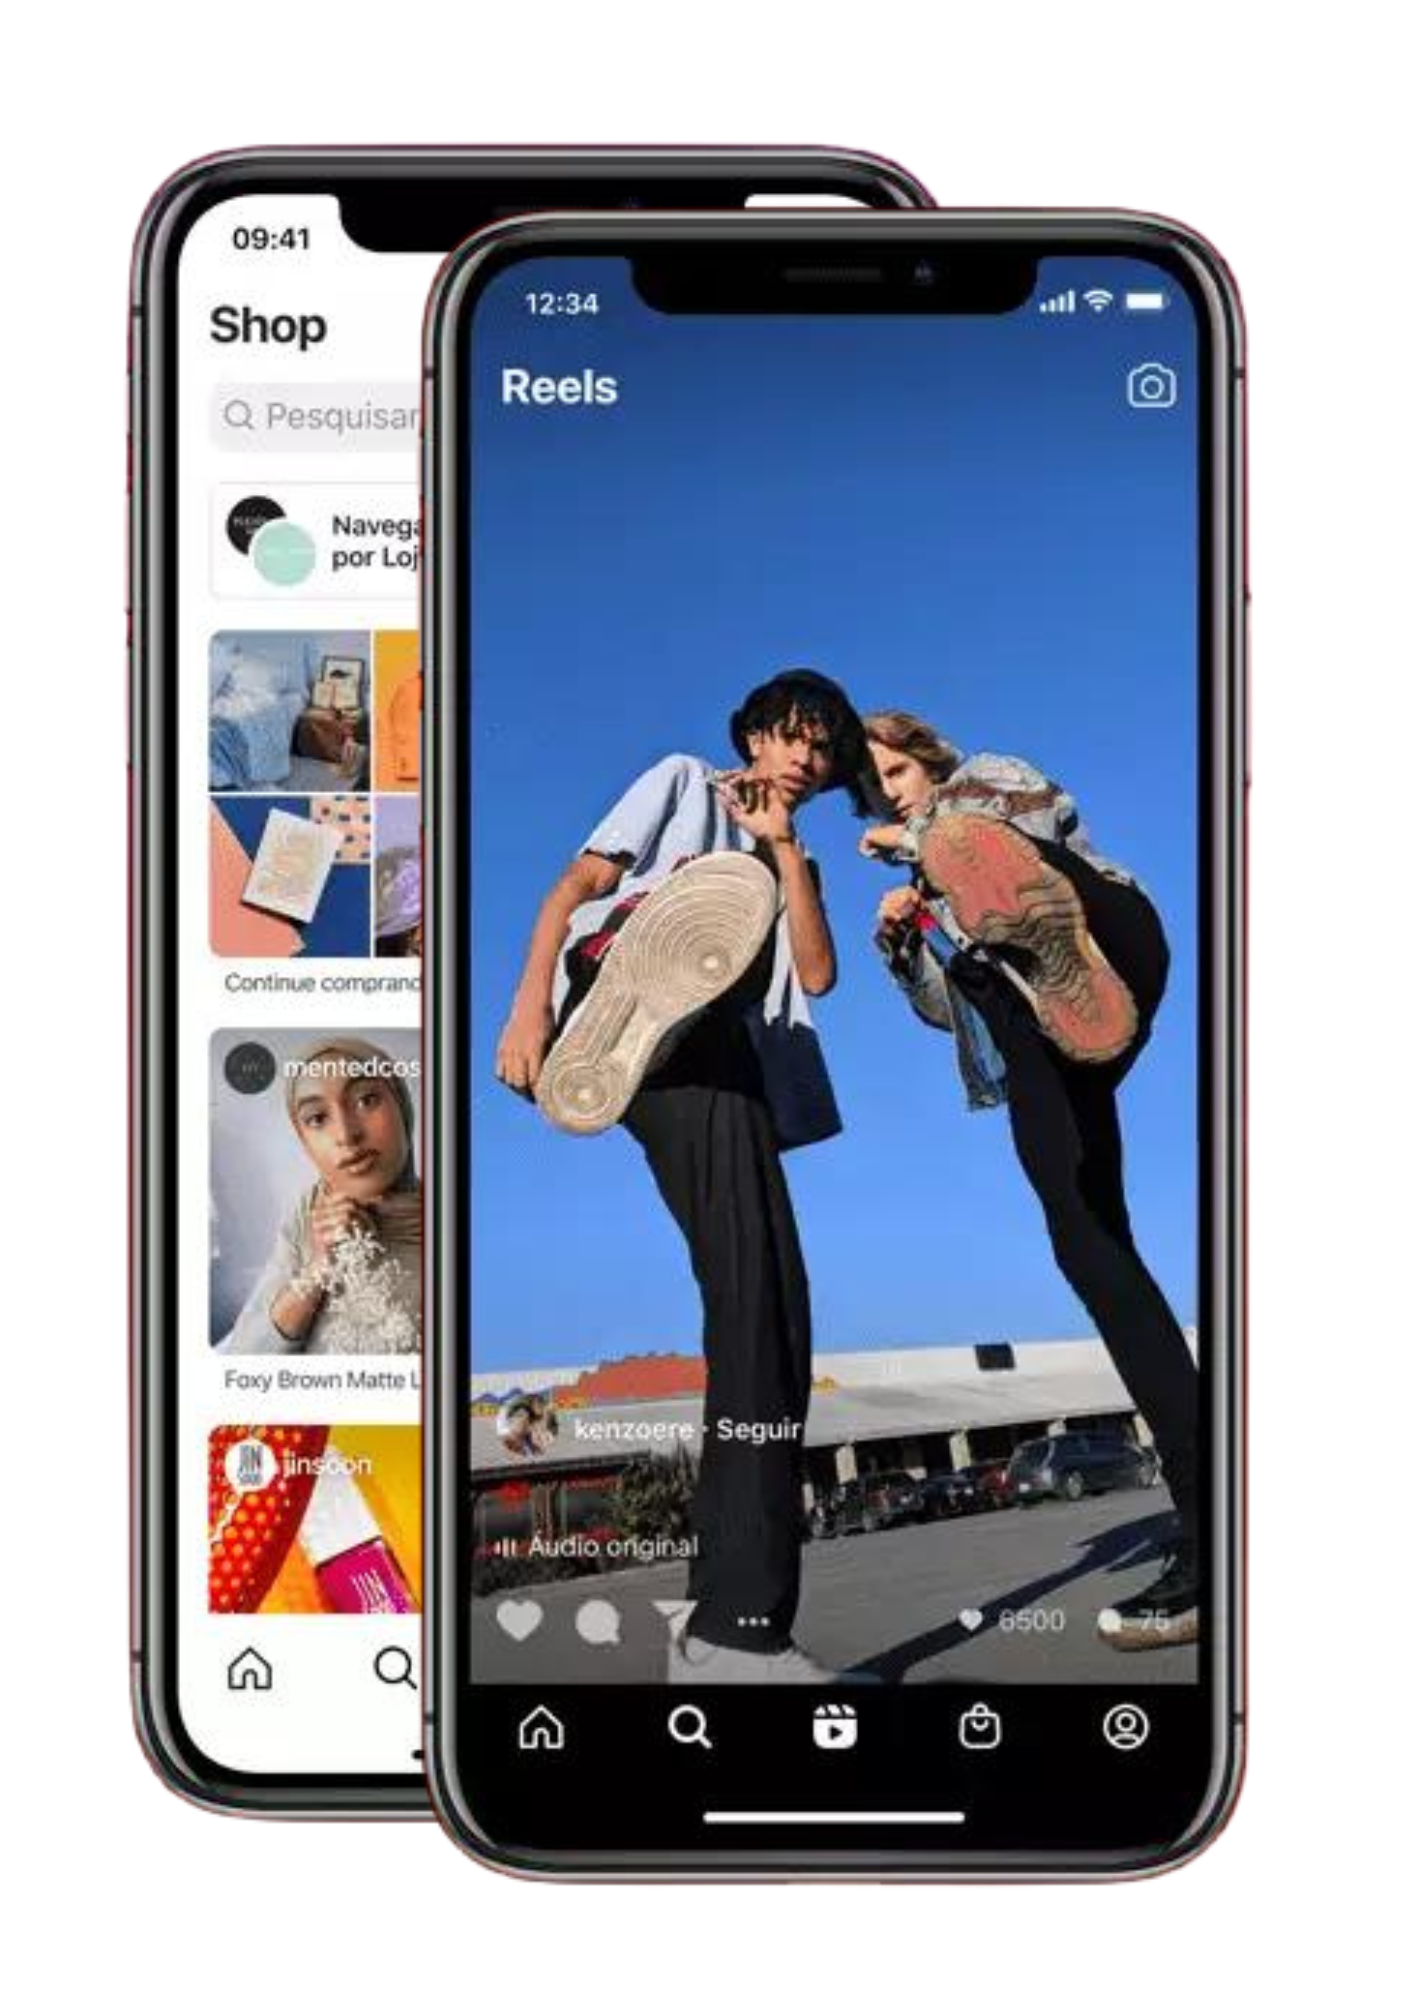 09:41
Shop
Pesquisar
Navega
por Loj
Continue comprand
mentedcos
Foxy Brown Matte L
jinsoon
12:34
Reels
kenzoere · Seguir
Áudio original
6500
75